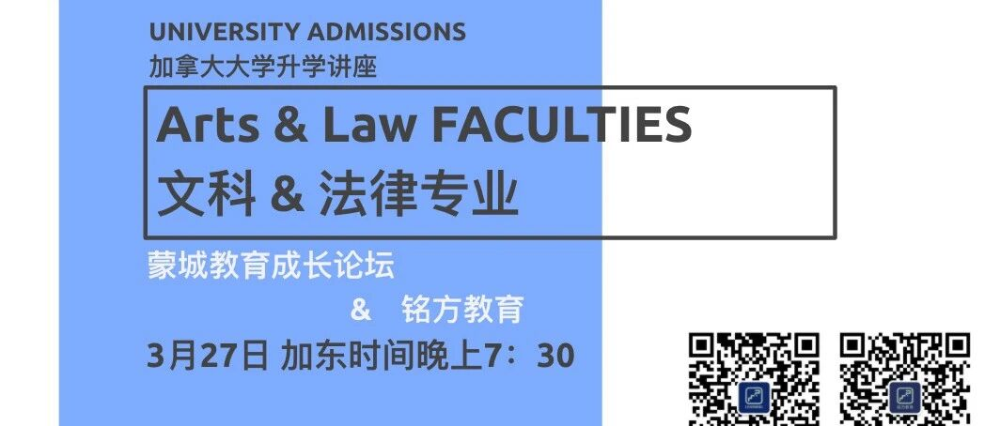 UNIVERSITY ADMISSIONS
加拿大大学升学讲座
Arts & Law FACULTIES
文科 & 法律专业
蒙城教育成长论坛
& 铭方教育
3月27日 加东时间晚上7：30